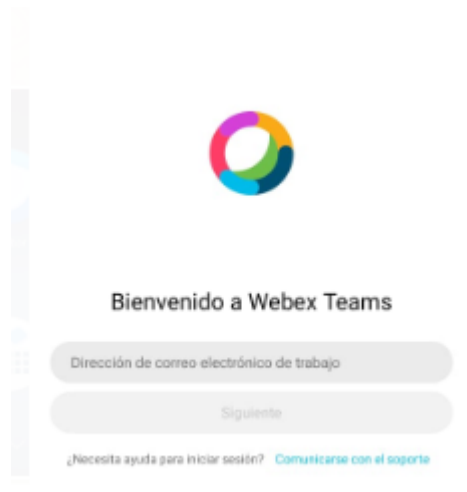 Bienvenido a Webex Teams
Dirección de correo electrónico de trabajo
Siguiente
¿Necesita ayuda para iniciar sesión? Comunicarse con el soporte